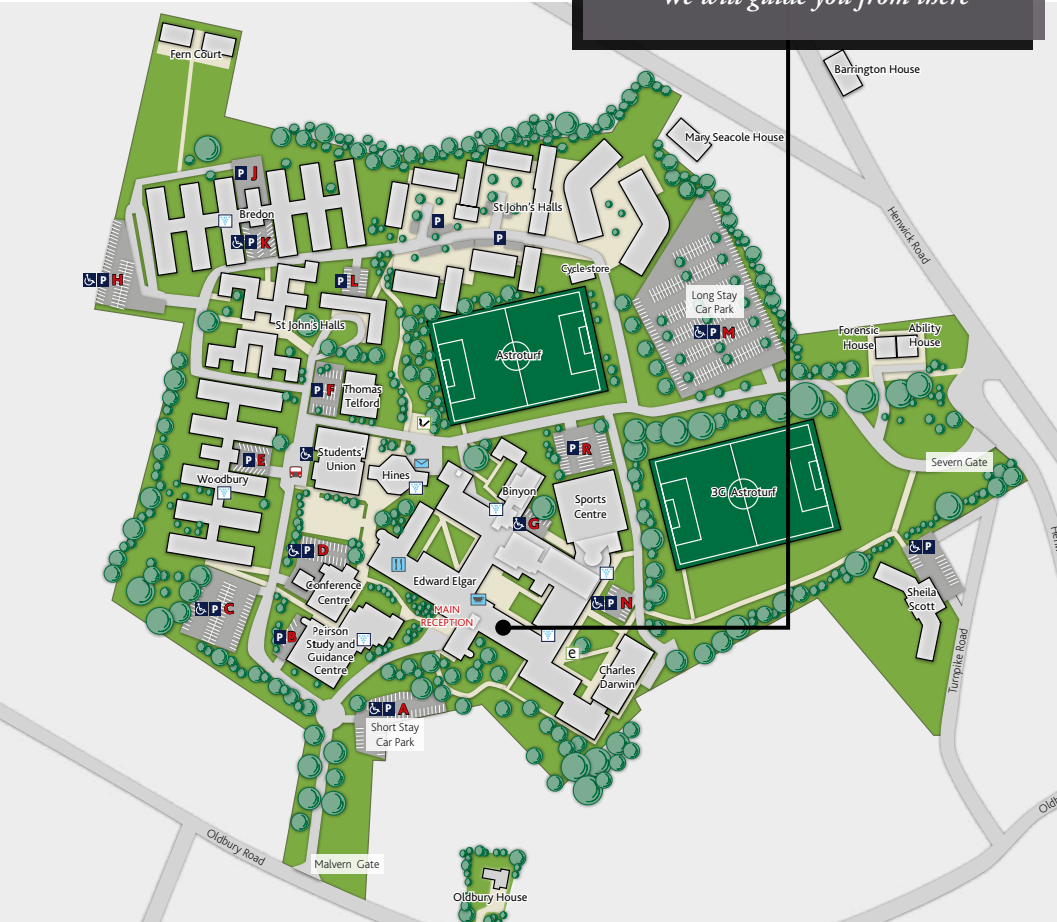 We will guide you from there
Fern Court
Barrington House
Mary Seacole House
P J
Bredon
P K
P H
P
St John's Halls
P
Cycle store
P L
Henwick Road
Long Stay
Car Park
P M
St John's Halls
Astroturf
Forensic
House
Ability
House
P F
Thomas
Telford
P R
P E
Students'
Union
Hines
Woodbury
Binyon
Sports
Centre
3G Astroturf
Severn Gate
P G
P D
P
Edward Elgar
Conference
Centre
P C
MAIN
RECEPTION
P N
Sheila
Scott
P B
Peirson
Study and
Guidance
Centre
e
Charles
Darwin
Turnpike Road
P A
Short Stay
Car Park
Oldbury Road
Malvern Gate
Oldbury House